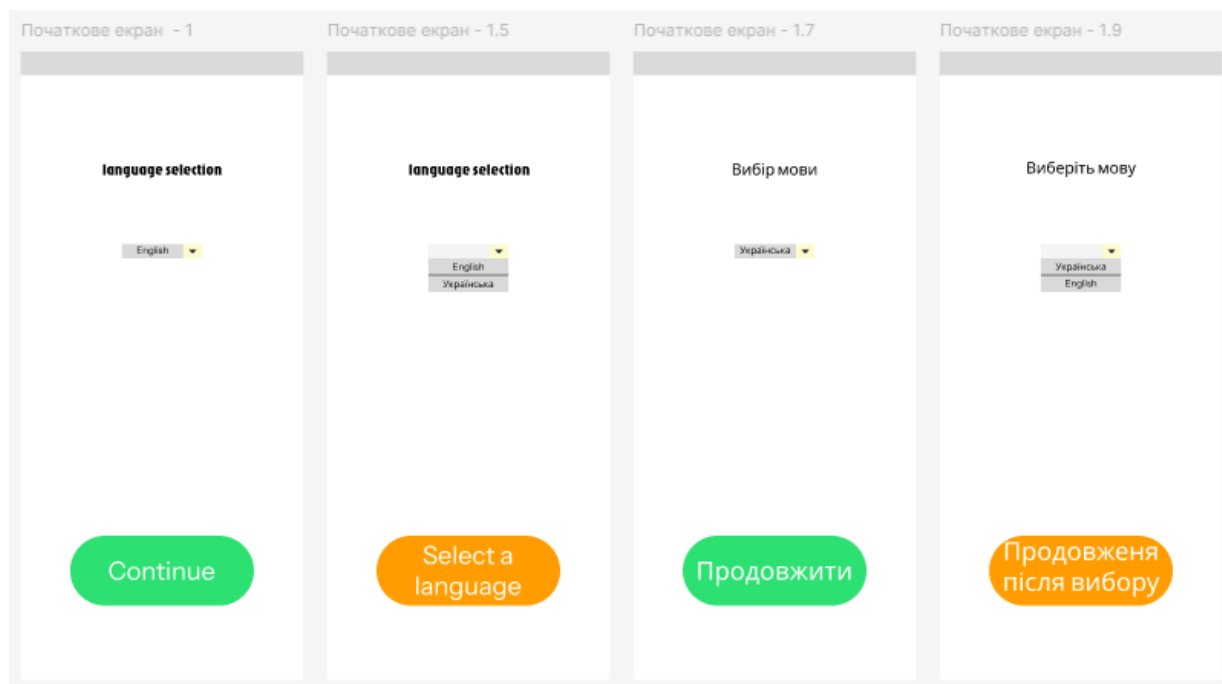 Початкове екран - 1
language selection
English
Continue
Початкове екран - 1.5
language selection
English
Українська
Select a
language
Початкове екран - 1.7
Вибір мови
Українська
Продовжити
Початкове екран - 1.9
Виберіть мову
Українська
English
Продовженя
після вибору